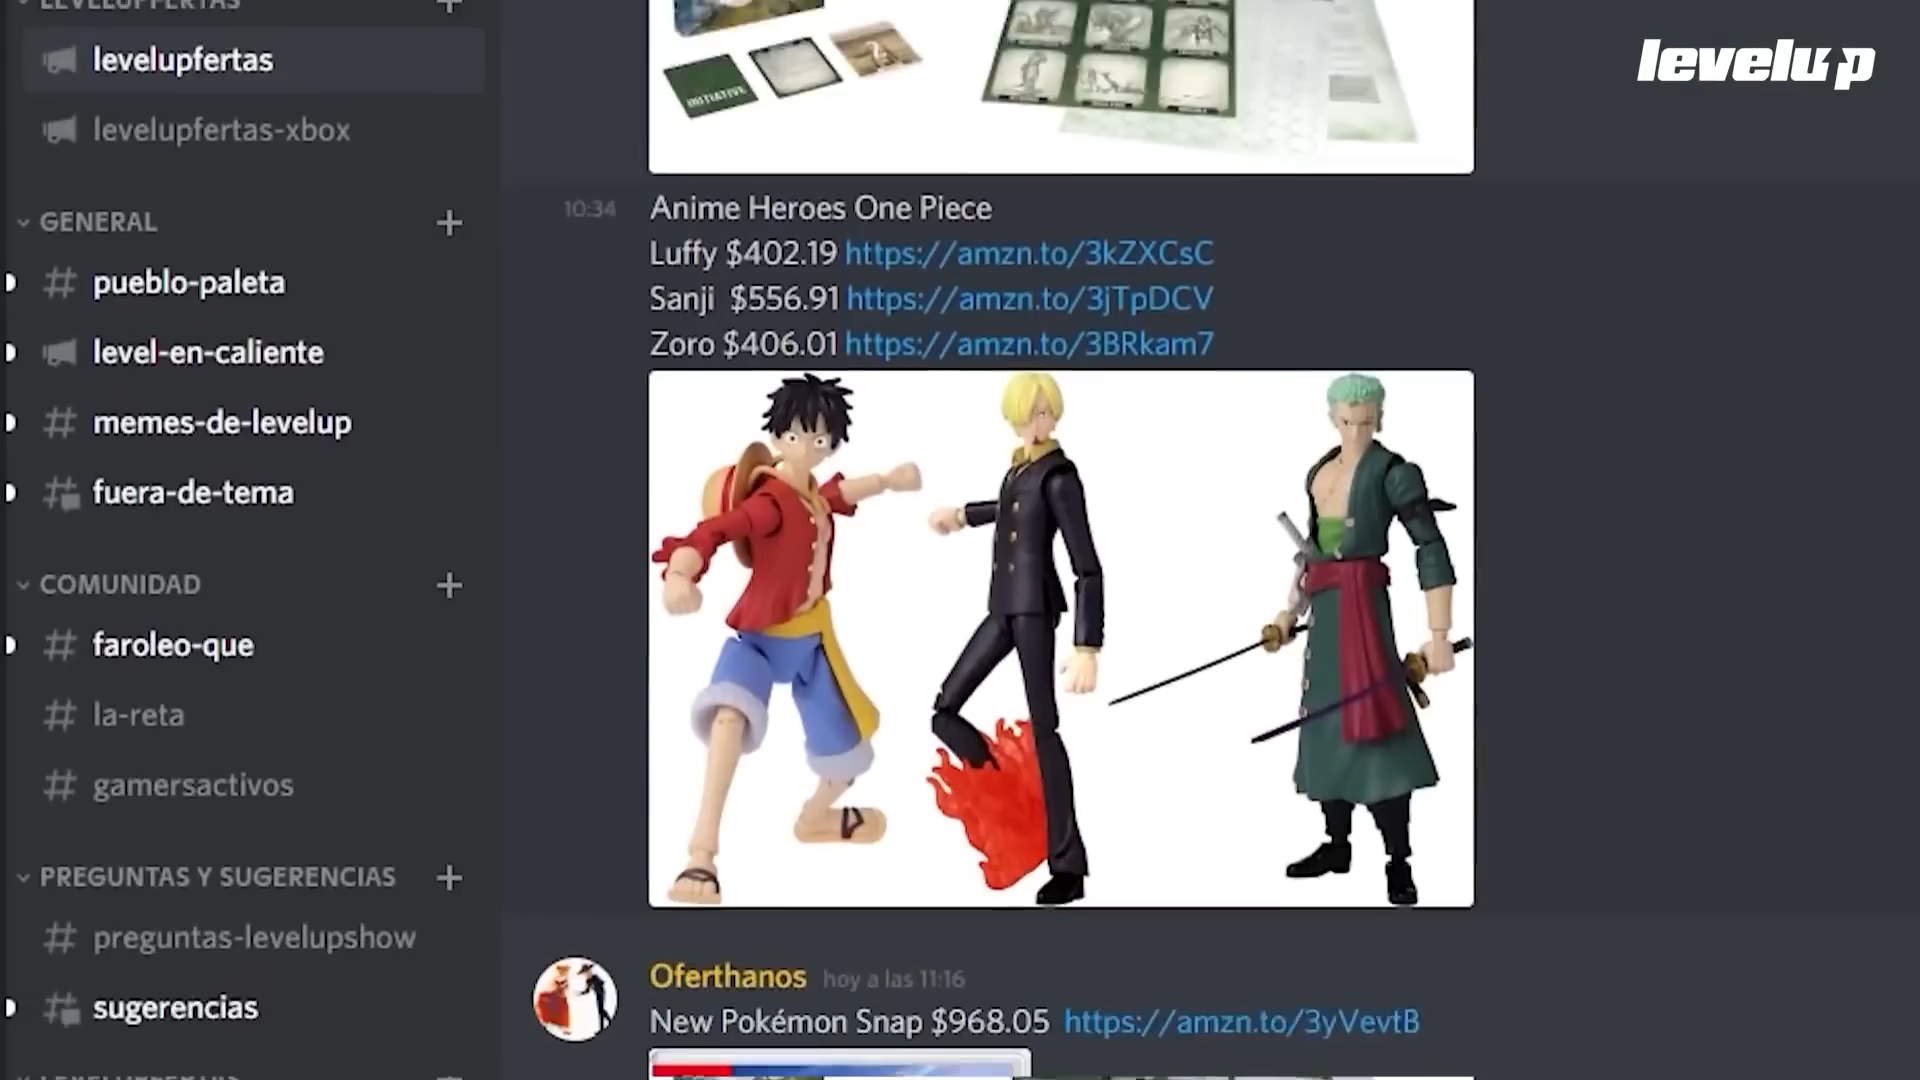 LEVELUPFERTAS
levelupfertas
levelupfertas-xbox
GENERAL
pueblo-paleta
level-en-caliente
memes-de-levelup
fuera-de-tema
COMUNIDAD
faroleo-que
la-reta
gamersactivos
PREGUNTAS Y SUGERENCIAS
preguntas-levelupshow
sugerencias
INITIATIVE
10:34 Anime Heroes One Piece
Luffy $402.19 https://amzn.to/3kZXCsC
Sanji $556.91 https://amzn.to/3jTpDCV
Zoro $406.01 https://amzn.to/3BRkam7
Oferthanos hoy a las 11:16
New Pokémon Snap $968.05 https://amzn.to/3yVevtB
levelup